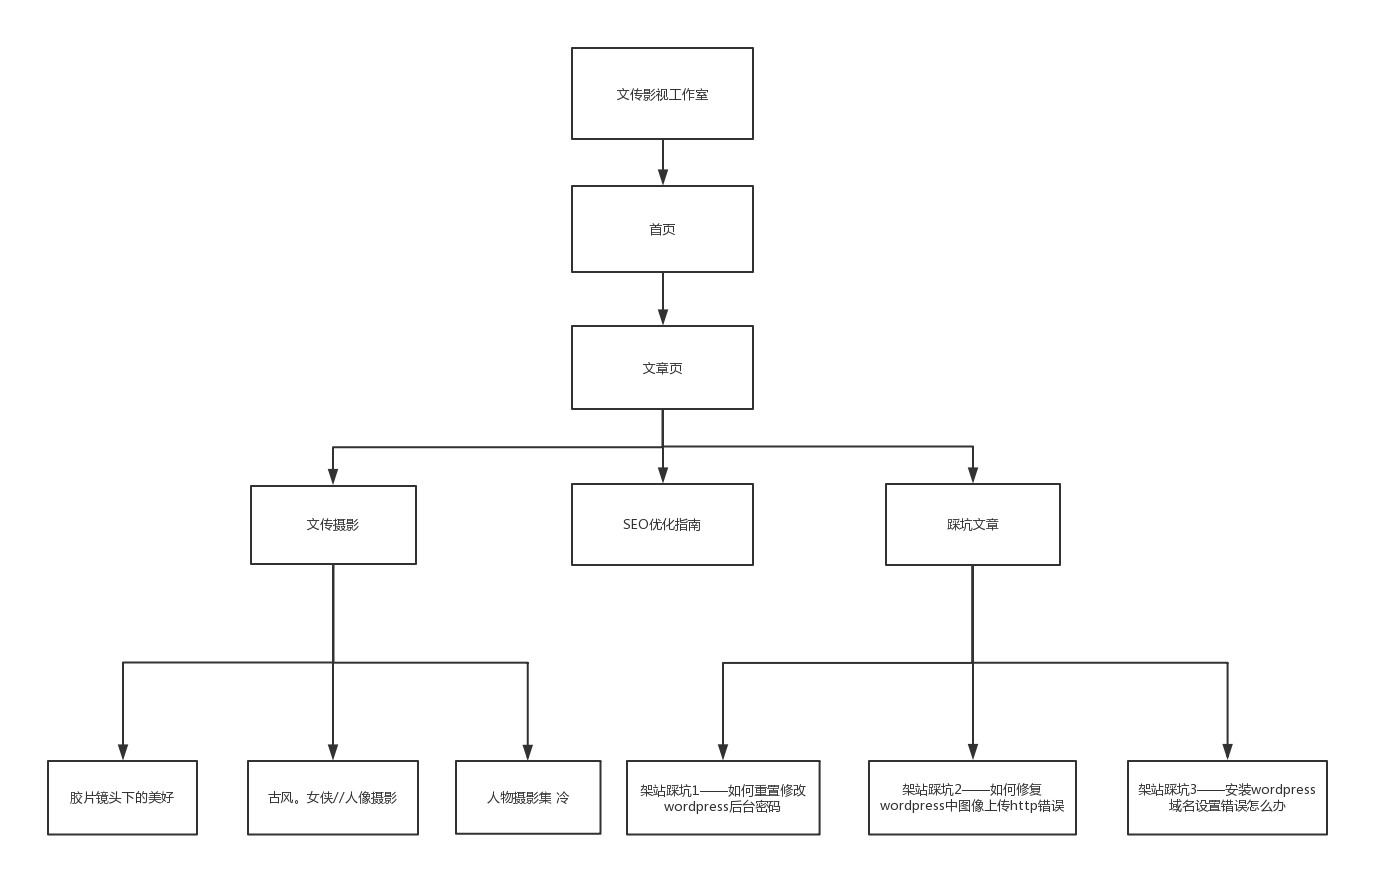 文传影视工作室
首页
文章页
文传摄影
SEO优化指南
踩坑文章
胶片镜头下的美好
古风。女侠//人像摄影
人物摄影集 冷
架站踩坑1——如何重置修改
wordpress后台密码
架站踩坑2——如何修复
wordpress中图像上传http错误
架站踩坑3——安装wordpress
域名设置错误怎么办